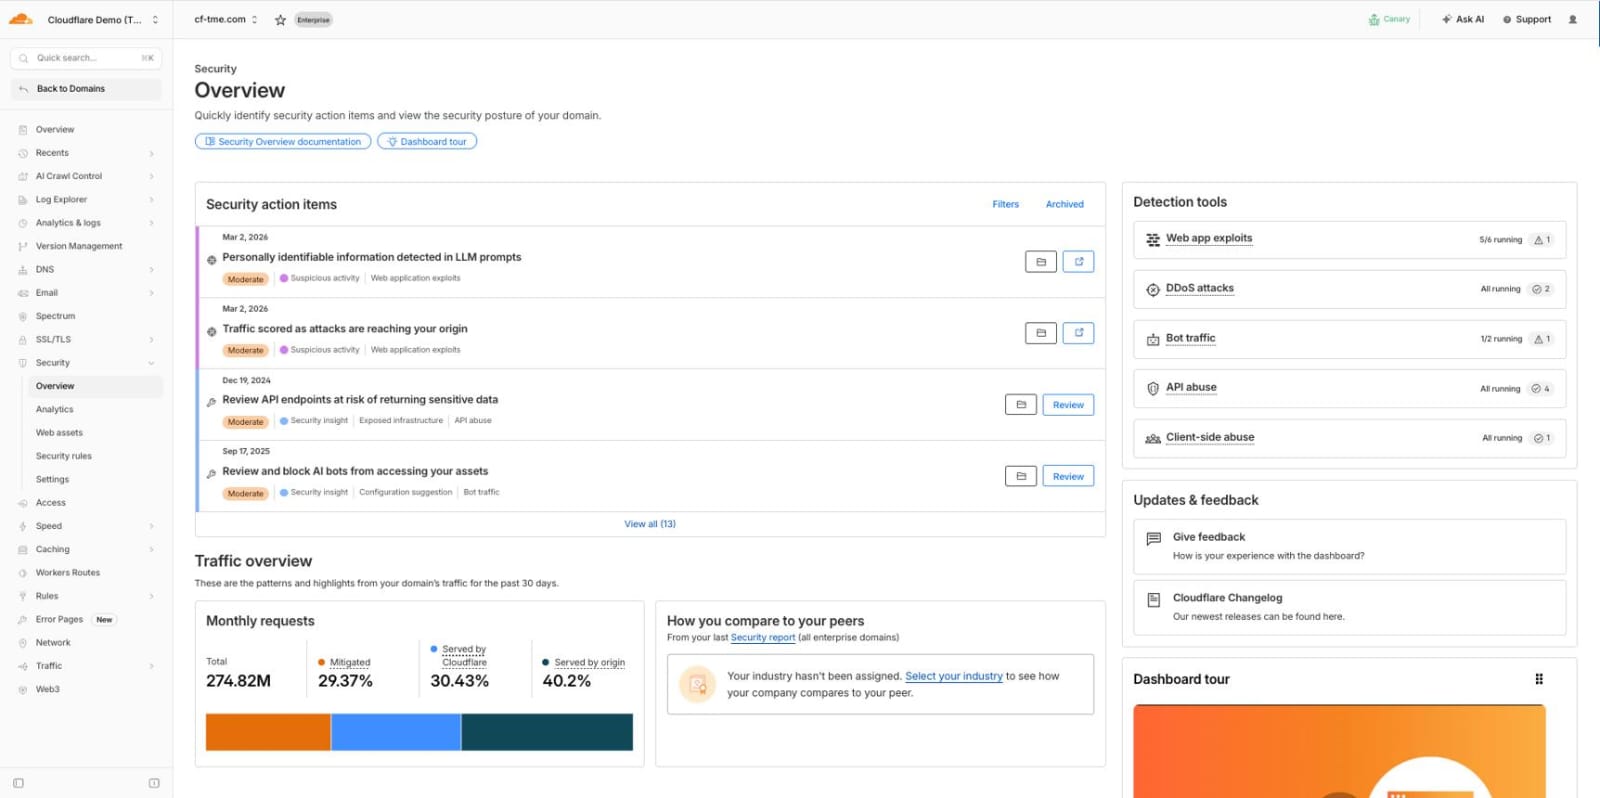 Cloudflare Demo (T...
cf-tme.com
Enterprise
Canary
Ask AI
Support
Quick search...
⌘K
Back to Domains
Overview
Recents
AI Crawl Control
Log Explorer
Analytics & logs
Version Management
DNS
Email
Spectrum
SSL/TLS
Security
Overview
Analytics
Web assets
Security rules
Settings
Access
Speed
Caching
Workers Routes
Rules
Error Pages New
Network
Traffic
Web3
Security
Overview
Quickly identify security action items and view the security posture of your domain.
Security Overview documentation
Dashboard tour
Security action items
Filters
Archived
Mar 2, 2026
Personally identifiable information detected in LLM prompts
Moderate Suspicious activity Web application exploits
Mar 2, 2026
Traffic scored as attacks are reaching your origin
Moderate Suspicious activity Web application exploits
Dec 19, 2024
Review API endpoints at risk of returning sensitive data
Moderate Security insight Exposed infrastructure API abuse
Review
Sep 17, 2025
Review and block AI bots from accessing your assets
Moderate Security insight Configuration suggestion Bot traffic
Review
View all (13)
Traffic overview
These are the patterns and highlights from your domain's traffic for the past 30 days.
Monthly requests
Total
274.82M
Mitigated
29.37%
Served by
Cloudflare
30.43%
Served by origin
40.2%
How you compare to your peers
From your last Security report (all enterprise domains)
Your industry hasn't been assigned. Select your industry to see how
your company compares to your peer.
Detection tools
Web app exploits 5/6 running 1
DDoS attacks All running 2
Bot traffic 1/2 running 1
API abuse All running 4
Client-side abuse All running 1
Updates & feedback
Give feedback
How is your experience with the dashboard?
Cloudflare Changelog
Our newest releases can be found here.
Dashboard tour